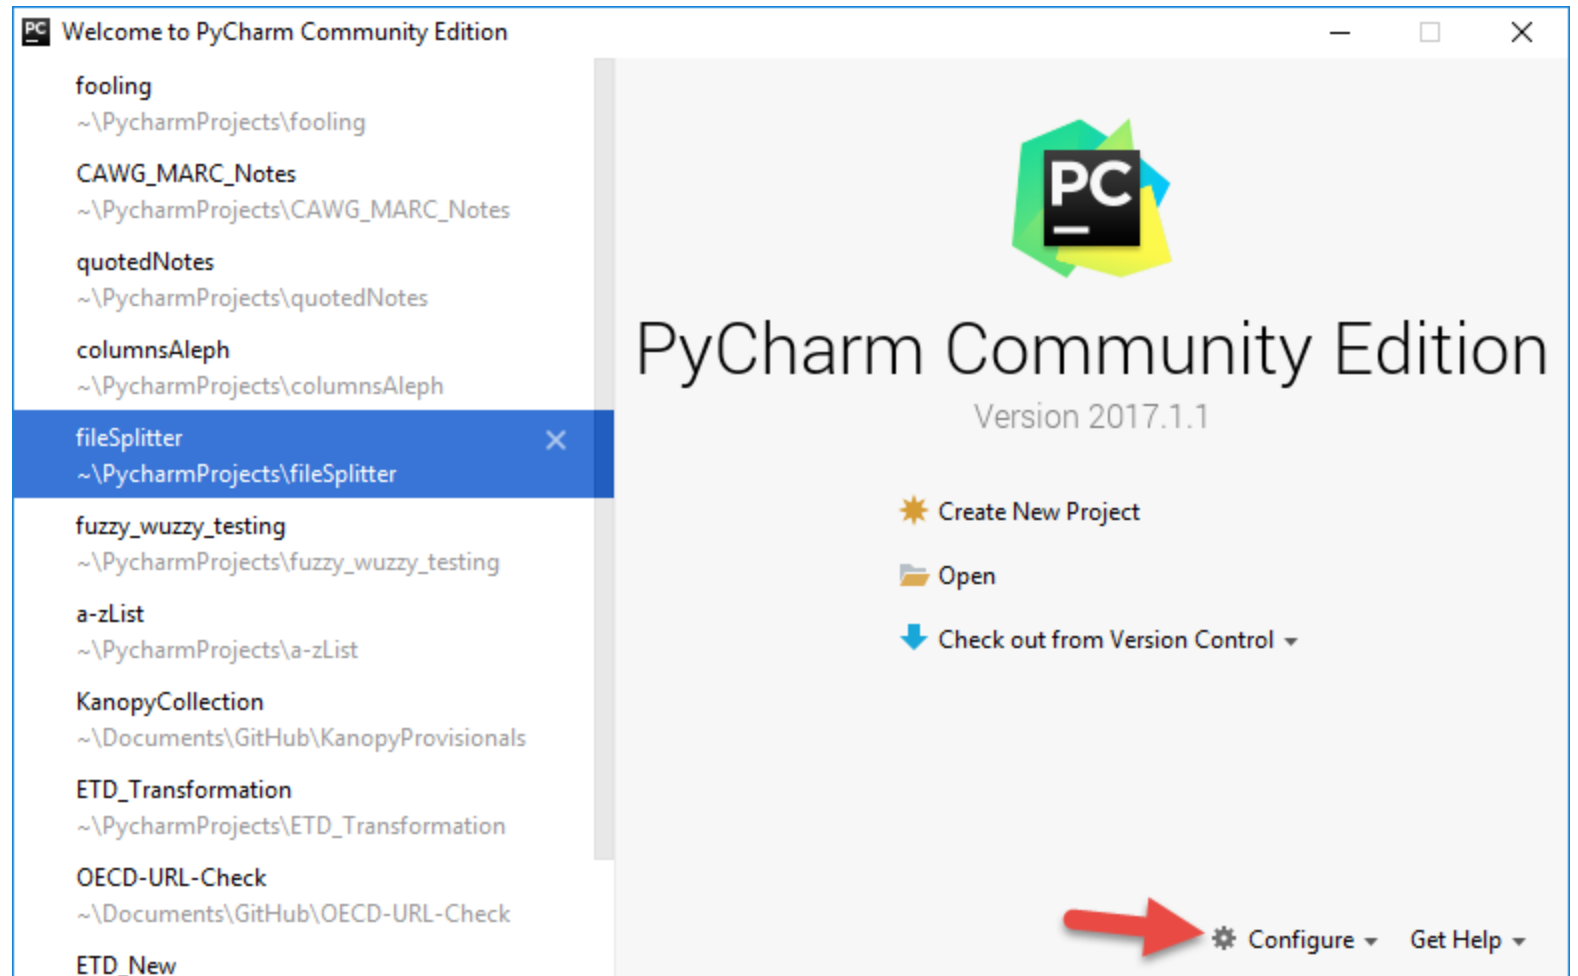 PC Welcome to PyCharm Community Edition
fooling
~\PycharmProjects\fooling
CAWG_MARC_Notes
~\PycharmProjects\CAWG_MARC_Notes
quotedNotes
~\PycharmProjects\quotedNotes
columnsAleph
~\PycharmProjects\columnsAleph
fileSplitter
~\PycharmProjects\fileSplitter
fuzzy_wuzzy_testing
~\PycharmProjects\fuzzy_wuzzy_testing
a-zList
~\PycharmProjects\a-zList
KanopyCollection
~\Documents\GitHub\KanopyProvisionals
ETD_Transformation
~\PycharmProjects\ETD_Transformation
OECD-URL-Check
~\Documents\GitHub\OECD-URL-Check
ETD_New
PC
PyCharm Community Edition
Version 2017.1.1
Create New Project
Open
Check out from Version Control
Configure
Get Help